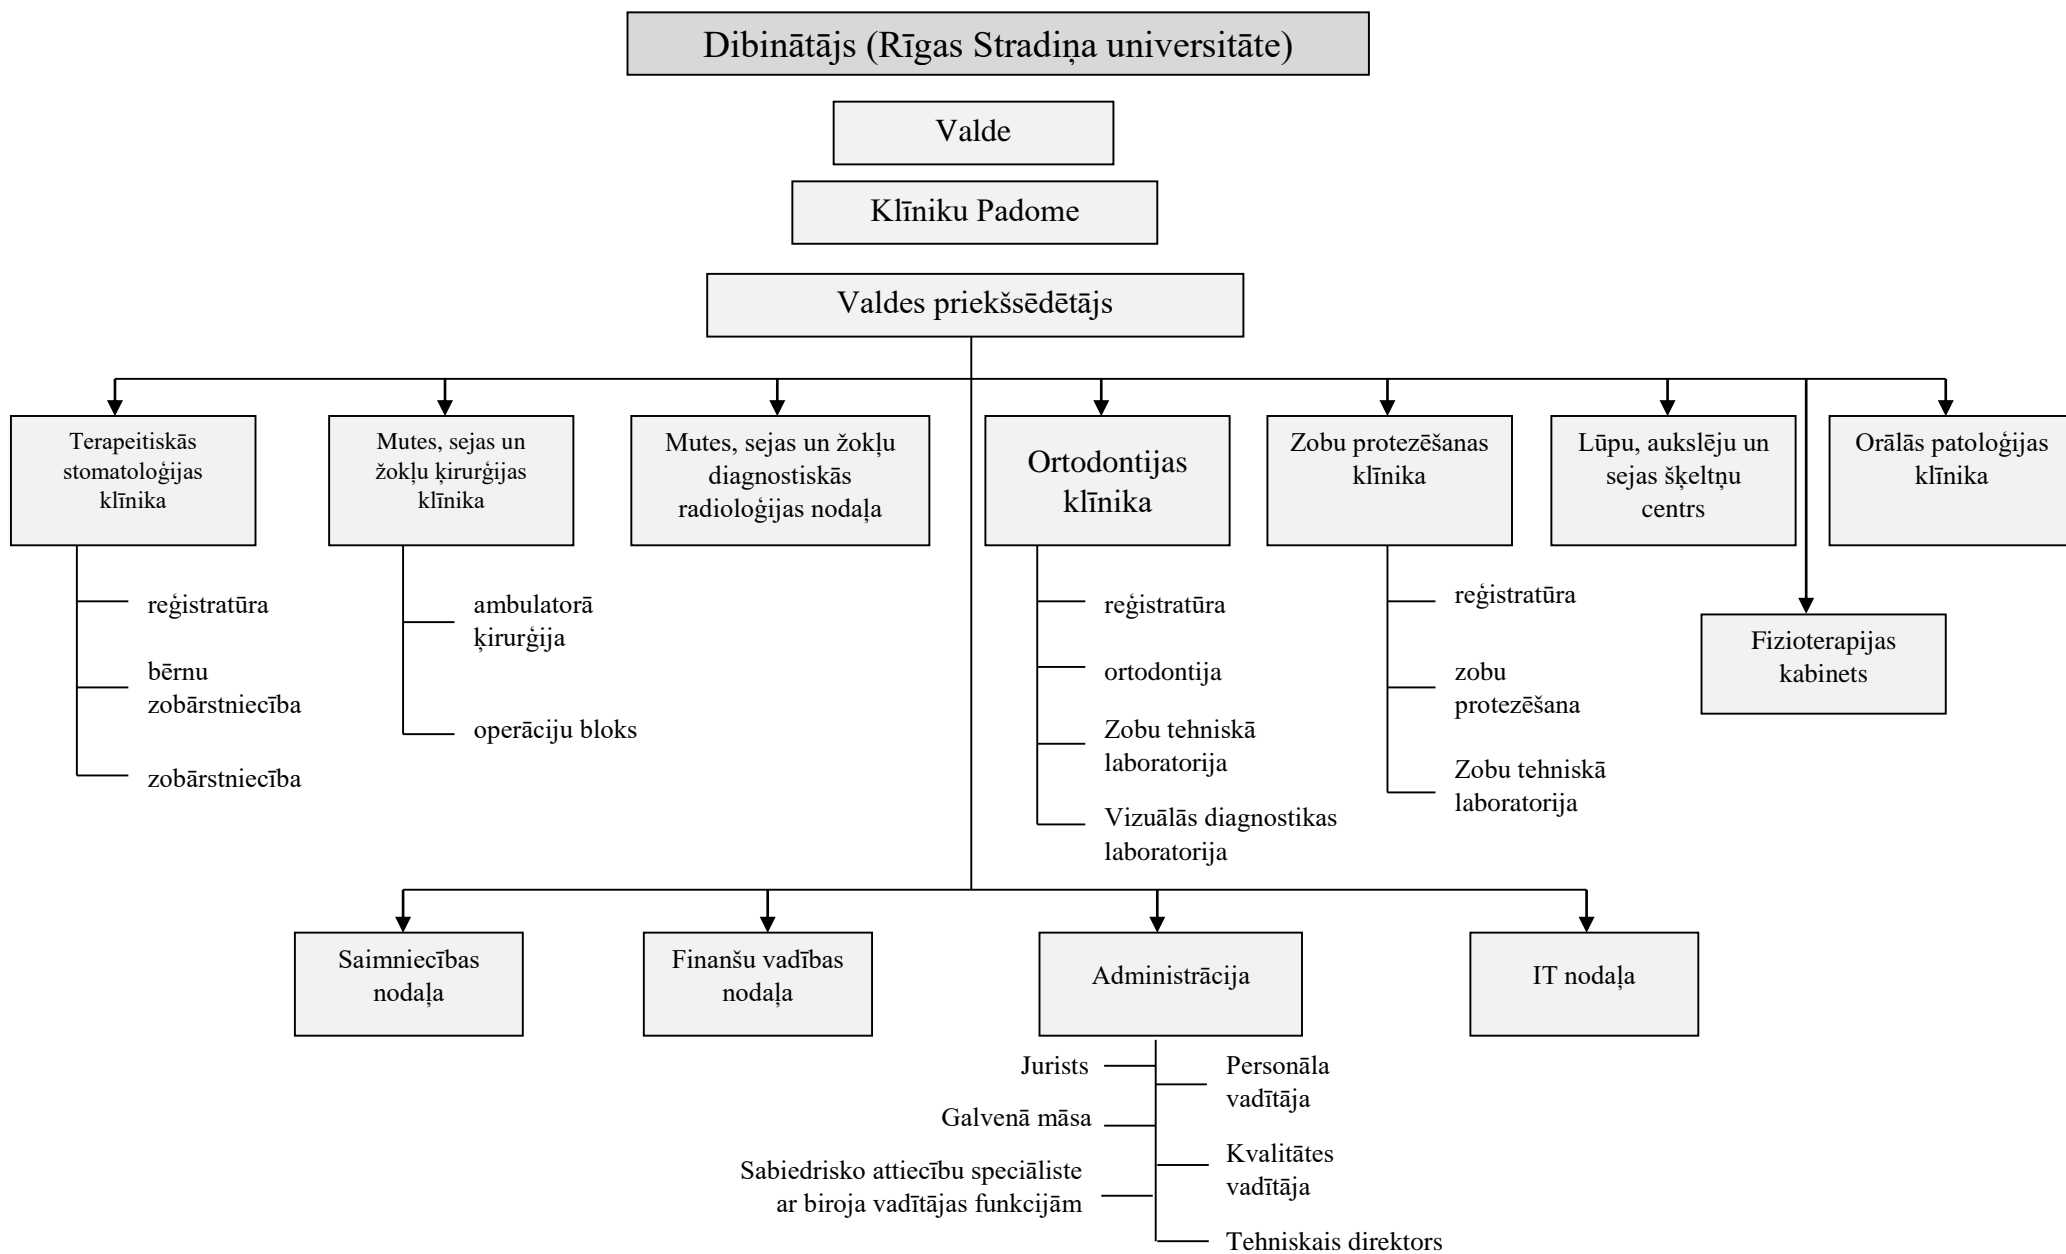 Dibinātājs (Rīgas Stradiņa universitāte)
Valde
Klīniku Padome
Valdes priekšsēdētājs
Terapeitiskās
stomatoloģijas
klīnika
Mutes, sejas un
žokļu ķirurģijas
klīnika
Mutes, sejas un žokļu
diagnostiskās
radioloģijas nodaļa
Ortodontijas
klīnika
Zobu protezēšanas
klīnika
Lūpu, aukslēju un
sejas šķeltņu
centrs
Orālās patoloģijas
klīnika
Fizioterapijas
kabinets
reģistratūra
bērnu
zobārstniecība
zobārstniecība
ambulatorā
ķirurģija
operāciju bloks
reģistratūra
ortodontija
Zobu tehniskā
laboratorija
Vizuālās diagnostikas
laboratorija
reģistratūra
zobu
protezēšana
Zobu tehniskā
laboratorija
Saimniecības
nodaļa
Finanšu vadības
nodaļa
Administrācija
IT nodaļa
Jurists
Galvenā māsa
Sabiedrisko attiecību speciāliste
ar biroja vadītājas funkcijām
Personāla
vadītāja
Kvalitātes
vadītāja
Tehniskais direktors